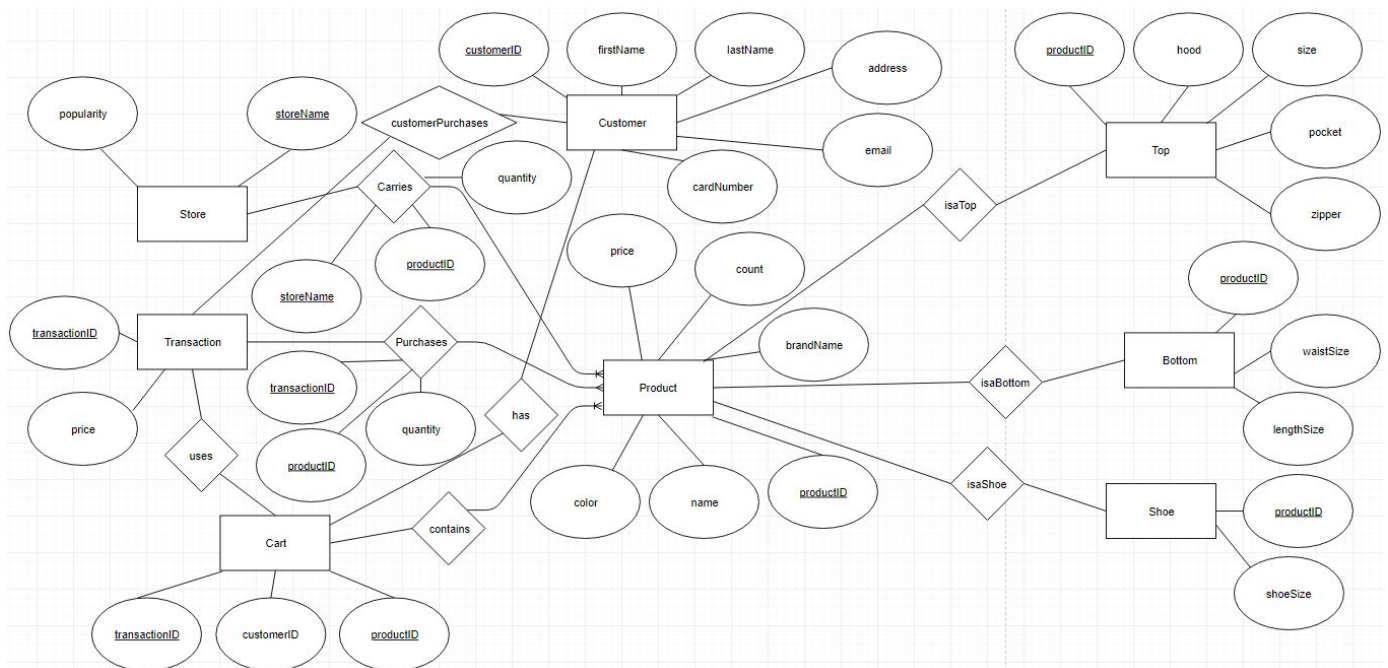 customerID
firstName
lastName
address
productID
hood
size
popularity
storeName
customerPurchases
Customer
email
Top
pocket
Store
Carries
quantity
cardNumber
isaTop
zipper
storeName
productID
price
count
productID
transactionID
Transaction
Purchases
brandName
Bottom
waistSize
transactionID
Product
isaBottom
price
quantity
has
lengthSize
uses
productID
color
name
productID
isaShoe
Shoe
productID
Cart
contains
shoeSize
transactionID
customerID
productID